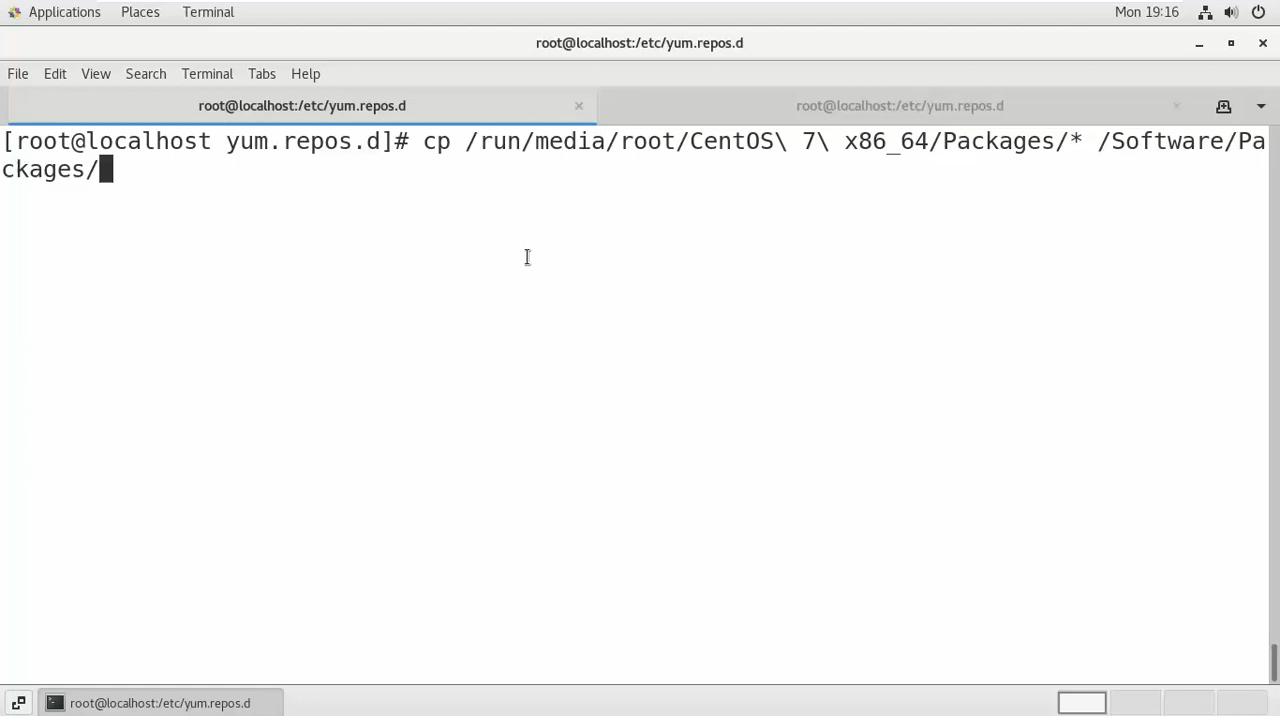 Applications Places Terminal Mon 19:16
root@localhost:/etc/yum.repos.d
File Edit View Search Terminal Tabs Help
root@localhost:/etc/yum.repos.d root@localhost:/etc/yum.repos.d
[root@localhost yum.repos.d]# cp /run/media/root/CentOS\ 7\ x86_64/Packages/* /Software/Pa
ckages/
root@localhost:/etc/yum.repos.d